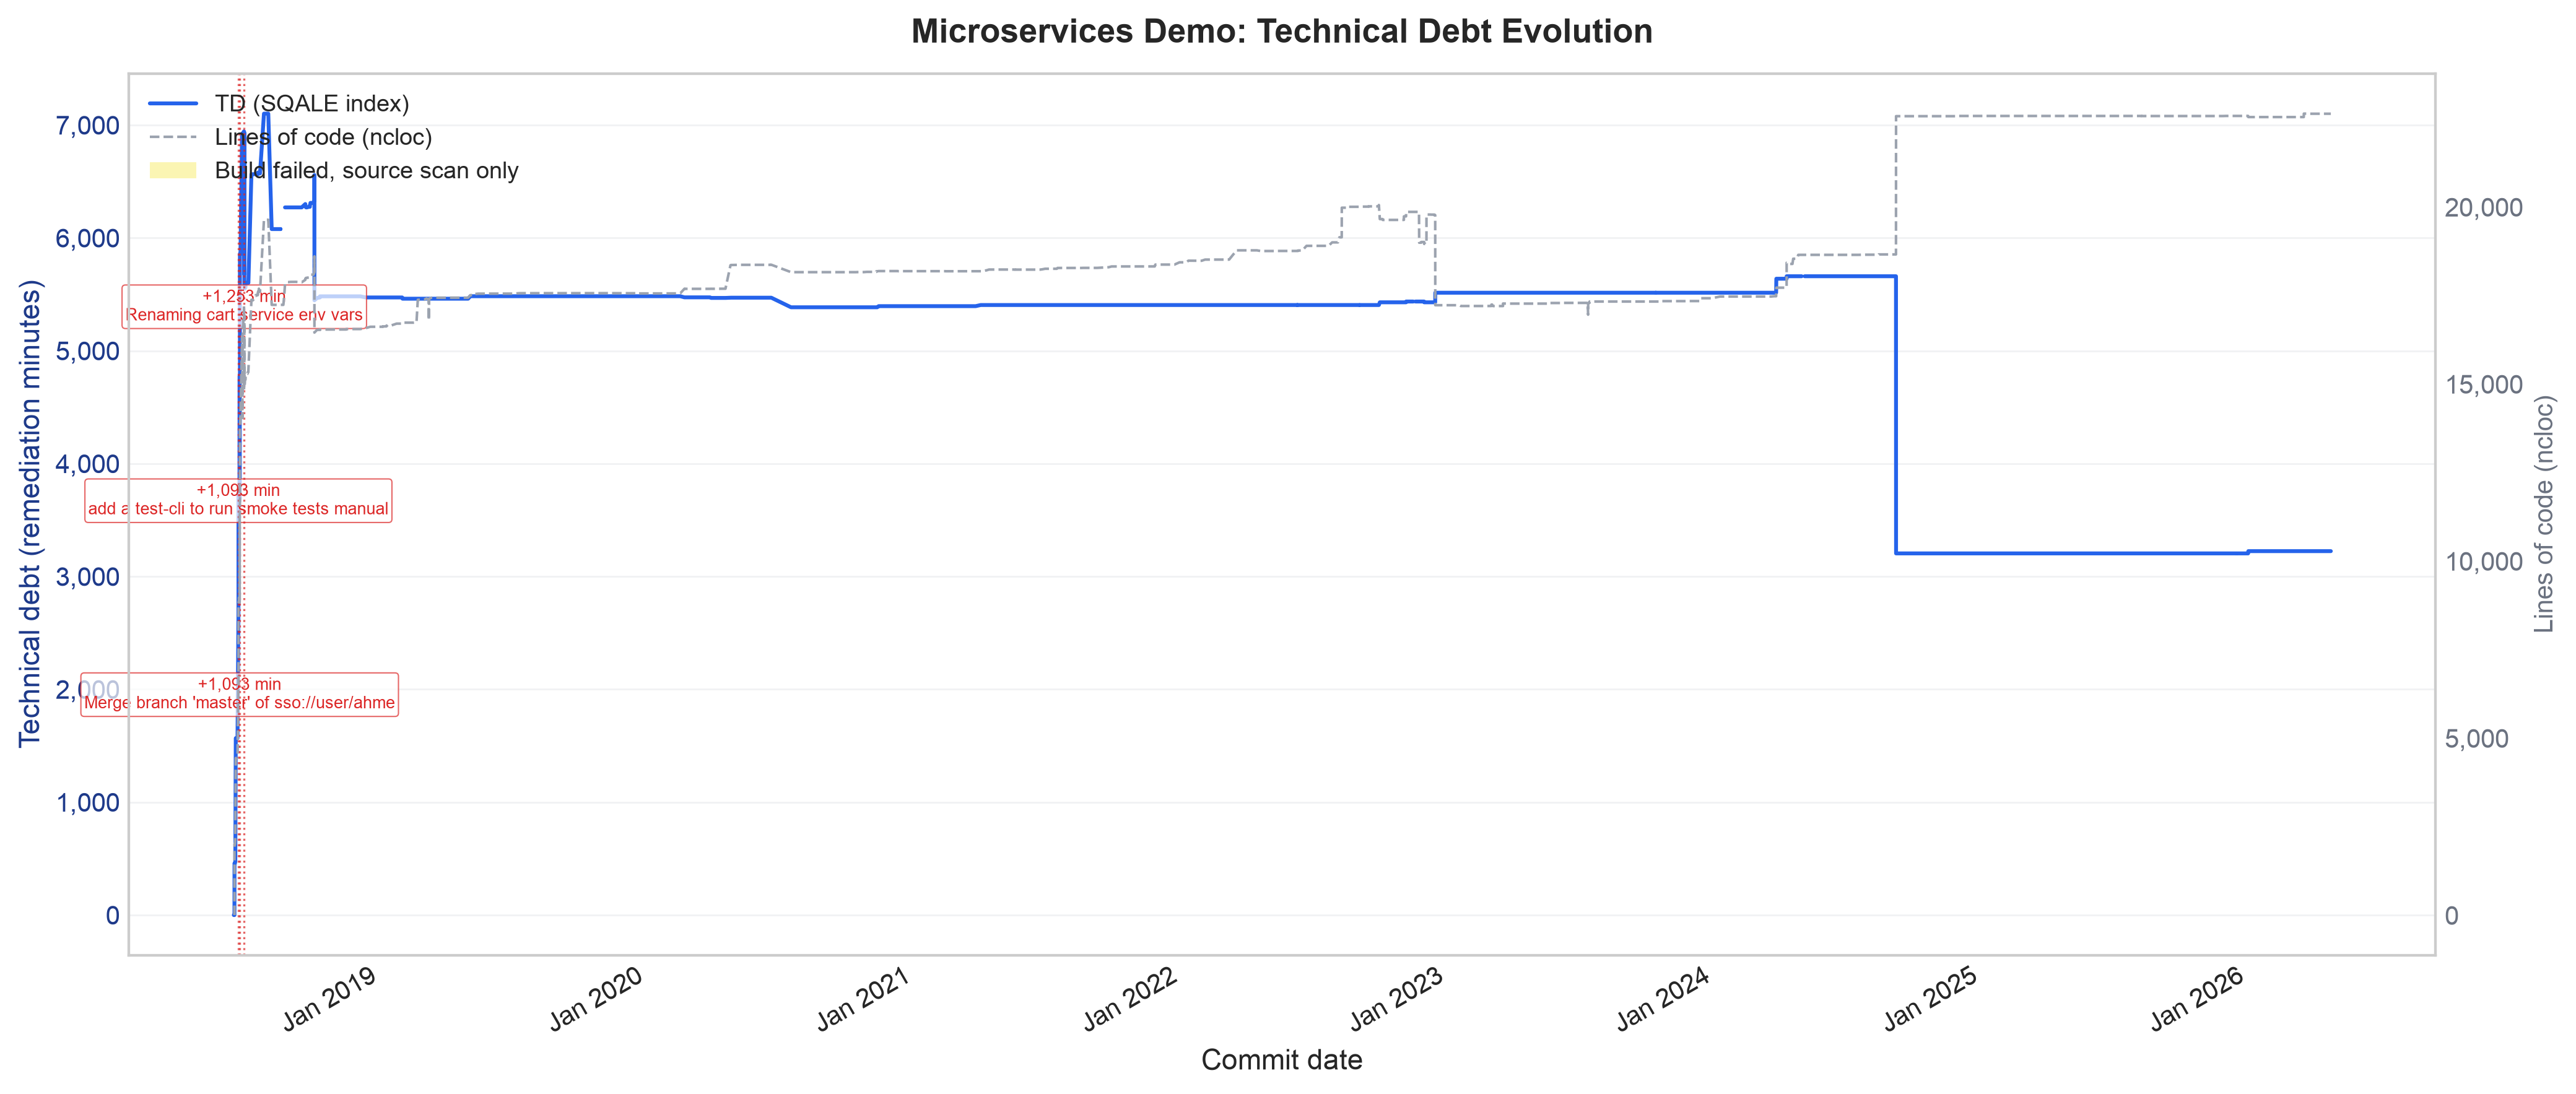 Microservices Demo: Technical Debt Evolution
TD (SQALE index)
Lines of code (ncloc)
Build failed, source scan only
Technical debt (remediation minutes)
7,000
6,000
5,000
4,000
3,000
2,000
1,000
0
+1,253 min
Renaming cart service env vars
+1,093 min
add a test-cli to run smoke tests manual
+1,093 min
Merge branch 'master' of sso://user/ahme
20,000
15,000
10,000
5,000
0
Lines of code (ncloc)
Jan 2019
Jan 2020
Jan 2021
Jan 2022
Jan 2023
Jan 2024
Jan 2025
Jan 2026
Commit date